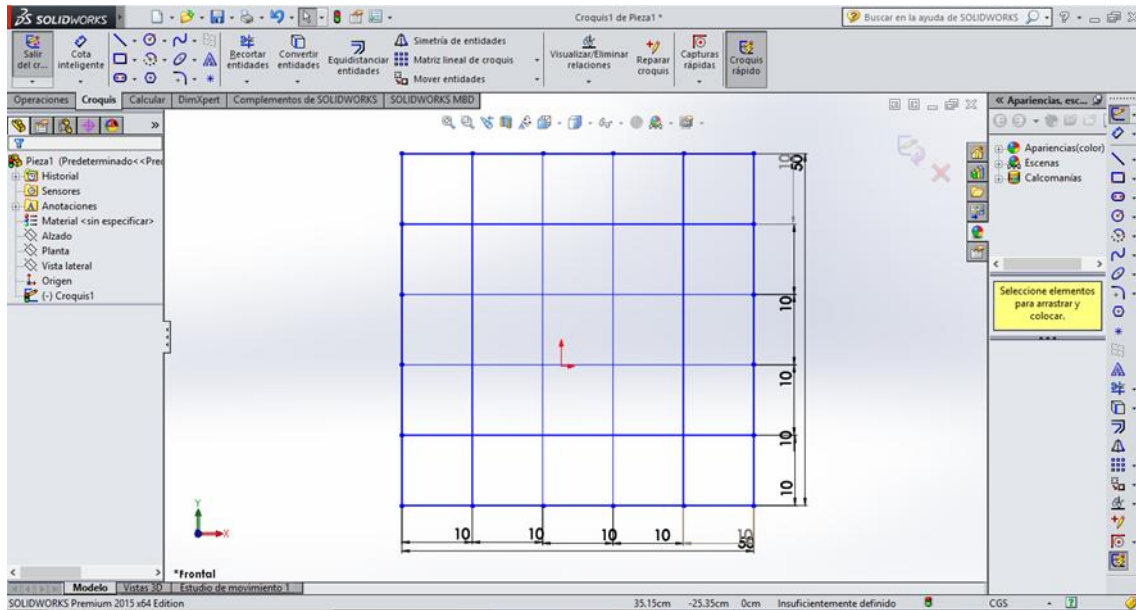 SOLIDWORKS
Croquis1 de Pieza1 *
Buscar en la ayuda de SOLIDWORKS
Salir del cr...
Cota inteligente
Recortar entidades
Convertir entidades
Equidistanciar entidades
Simetría de entidades
Matriz lineal de croquis
Mover entidades
Visualizar/Eliminar relaciones
Reparar croquis
Capturas rápidas
Croquis rápido
Operaciones
Croquis
Calcular
DimXpert
Complementos de SOLIDWORKS
SOLIDWORKS MBD
Pieza1 (Predeterminado<<Pre
Historial
Sensores
Anotaciones
Material <sin especificar>
Alzado
Planta
Vista lateral
Origen
(-) Croquis1
10
50
10
10
10
10
10
10
10
10
10
50
Y
X
*Frontal
Apariencias, esc...
Apariencias(color)
Escenas
Calcomanías
Seleccione elementos
para arrastrar y
colocar.
Modelo
Vistas 3D
Estudio de movimiento 1
SOLIDWORKS Premium 2015 x64 Edition
35.15cm
-25.35cm
0cm
Insuficientemente definido
CGS